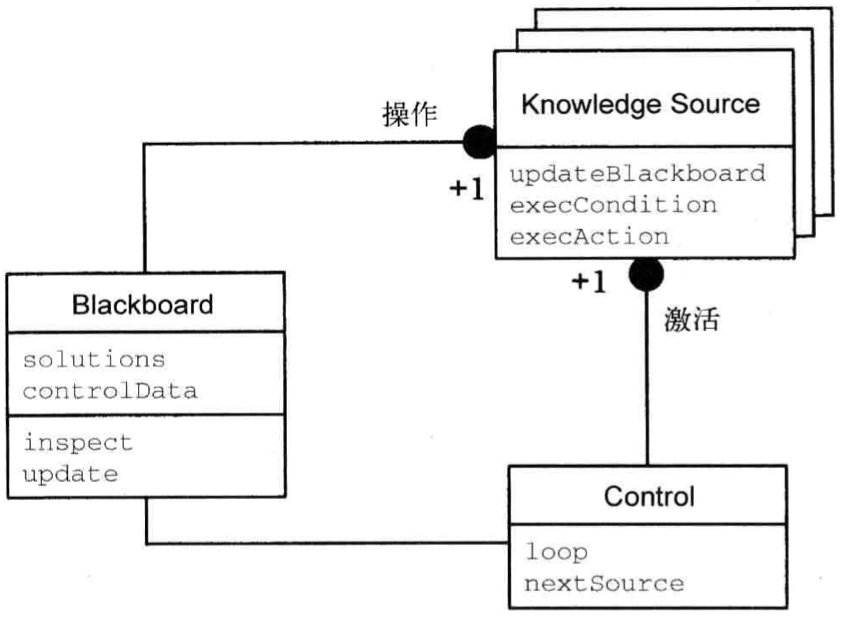 操作
+1
Knowledge Source
updateBlackboard
execCondition
execAction
+1
激活
Blackboard
solutions
controlData
inspect
update
Control
loop
nextSource